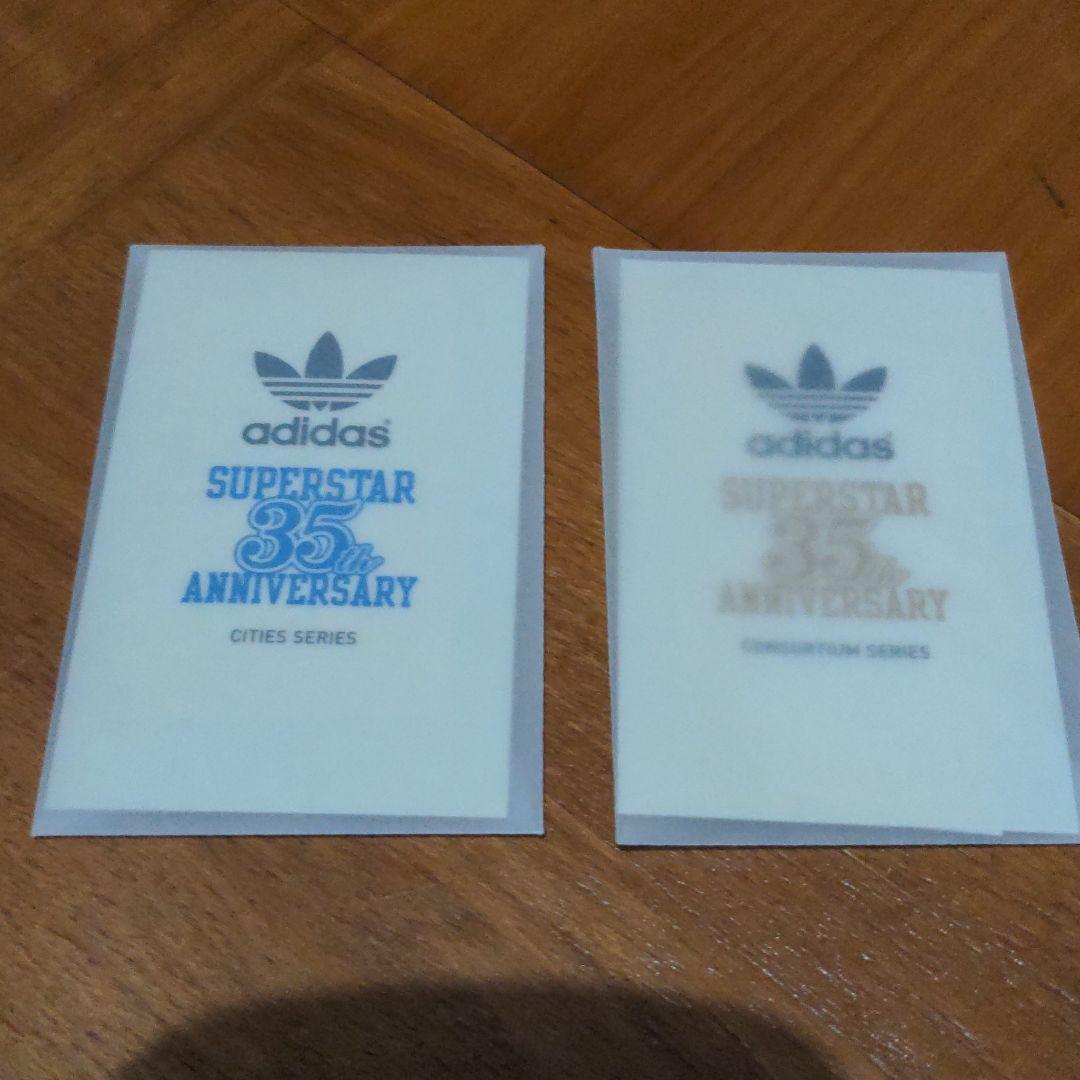 adidas
SUPERSTAR
35th
ANNIVERSARY
CITIES SERIES
adidas
SUPERSTAR
35th
ANNIVERSARY
CONSORTIUM SERIES